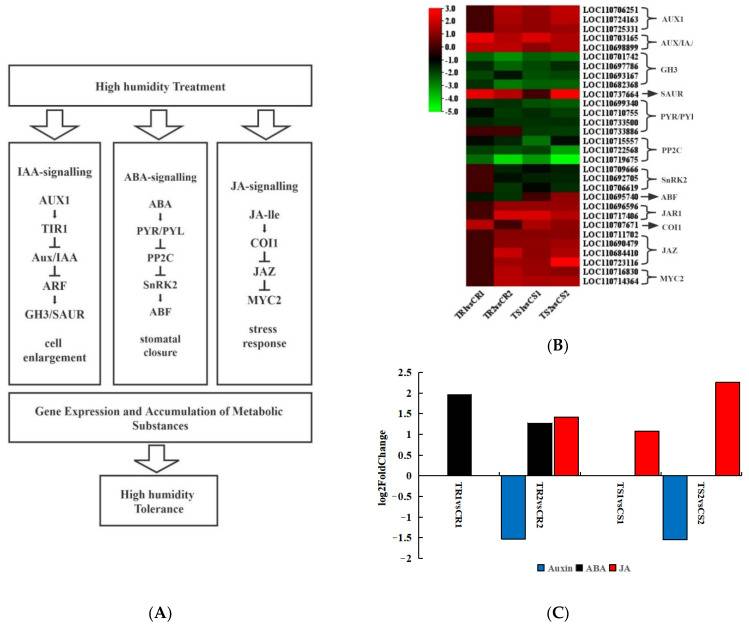 High humidity Treatment
IAA-signalling
AUX1
TIR1
Aux/IAA
ARF
GH3/SAUR
cell
enlargement
ABA-signalling
ABA
PYR/PYL
PP2C
SnRK2
ABF
stomatal
closure
JA-signalling
JA-lle
COI1
JAZ
MYC2
stress
response
Gene Expression and Accumulation of Metabolic
Substances
High humidity
Tolerance
(A)
3.0
2.0
1.0
0.0
-1.0
-2.0
-3.0
-4.0
-5.0
LOC110706251
LOC110724163
LOC110725331
LOC110703165
LOC110698899
LOC110701742
LOC110697786
LOC110693167
LOC110682368
LOC110737664
LOC110699340
LOC110710755
LOC110733500
LOC110733886
LOC110715557
LOC110722568
LOC110719675
LOC110709666
LOC110692705
LOC110706619
LOC110695740
LOC110696596
LOC110717406
LOC110707671
LOC110711702
LOC110690479
LOC110684410
LOC110723116
LOC110716830
LOC110714364
AUX1
AUX/IA
GH3
SAUR
PYR/PYL
PP2C
SnRK2
ABF
JAR1
COI1
JAZ
MYC2
TR1vsCR1
TR2vsCR2
TS1vsCS1
TS2vsCS2
(B)
log2FoldChange
2.5
2
1.5
1
0.5
0
−0.5
−1
−1.5
−2
TR1vsCR1
TR2vsCR2
TS1vsCS1
TS2vsCS2
Auxin ABA JA
(C)